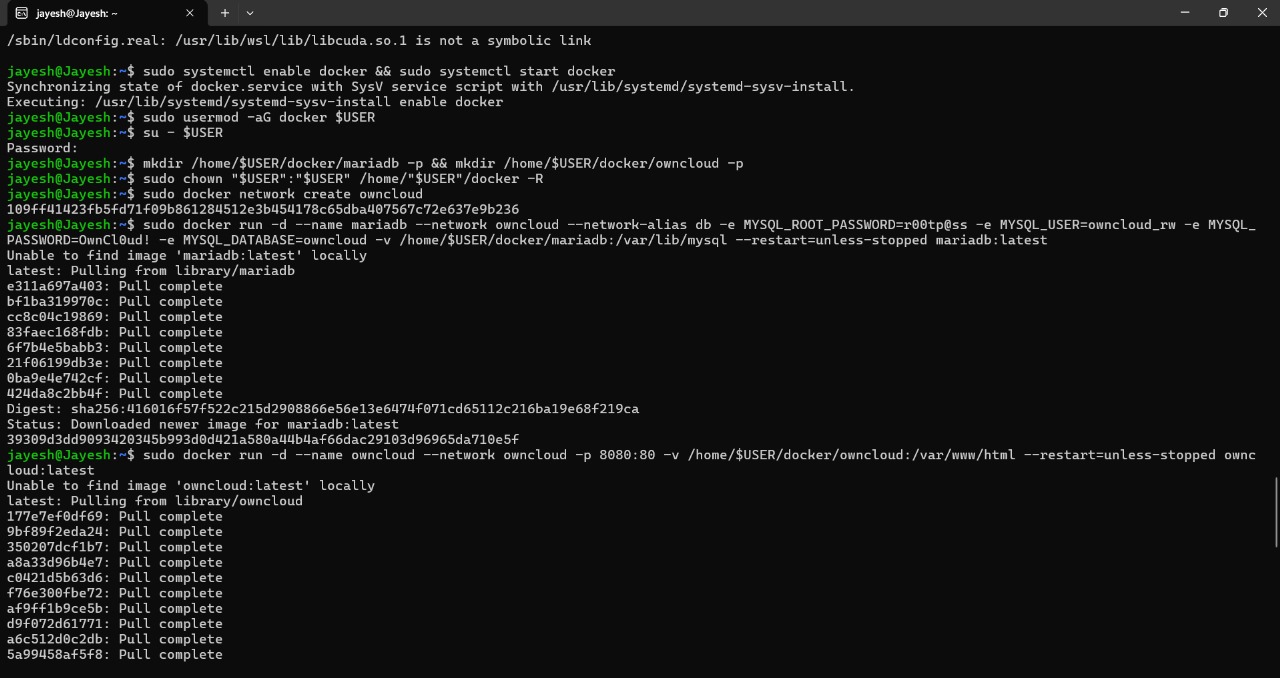 jayesh@Jayesh: ~
/sbin/ldconfig.real: /usr/lib/wsl/lib/libcuda.so.1 is not a symbolic link
jayesh@Jayesh:~$ sudo systemctl enable docker && sudo systemctl start docker
Synchronizing state of docker.service with SysV service script with /usr/lib/systemd/systemd-sysv-install.
Executing: /usr/lib/systemd/systemd-sysv-install enable docker
jayesh@Jayesh:~$ sudo usermod -aG docker $USER
jayesh@Jayesh:~$ su - $USER
Password:
jayesh@Jayesh:~$ mkdir /home/$USER/docker/mariadb -p && mkdir /home/$USER/docker/owncloud -p
jayesh@Jayesh:~$ sudo chown "$USER":"$USER" /home/"$USER"/docker -R
jayesh@Jayesh:~$ sudo docker network create owncloud
109ff41423fb5fd71f09b861284512e3b454178c65dba407567c72e637e9b236
jayesh@Jayesh:~$ sudo docker run -d --name mariadb --network owncloud --network-alias db -e MYSQL_ROOT_PASSWORD=r00tp@ss -e MYSQL_USER=owncloud_rw -e MYSQL_
PASSWORD=OwnCl0ud! -e MYSQL_DATABASE=owncloud -v /home/$USER/docker/mariadb:/var/lib/mysql --restart=unless-stopped mariadb:latest
Unable to find image 'mariadb:latest' locally
latest: Pulling from library/mariadb
e311a697a403: Pull complete
bf1ba319970c: Pull complete
cc8c04c19869: Pull complete
83faec168fdb: Pull complete
6f7b4e5babb3: Pull complete
21f06199db3e: Pull complete
0ba9e4e742cf: Pull complete
424da8c2bb4f: Pull complete
Digest: sha256:416016f57f522c215d2908866e56e13e6474f071cd65112c216ba19e68f219ca
Status: Downloaded newer image for mariadb:latest
39309d3dd9093420345b993d0d421a580a44b4af66dac29103d96965da710e5f
jayesh@Jayesh:~$ sudo docker run -d --name owncloud --network owncloud -p 8080:80 -v /home/$USER/docker/owncloud:/var/www/html --restart=unless-stopped ownc
loud:latest
Unable to find image 'owncloud:latest' locally
latest: Pulling from library/owncloud
177e7ef0df69: Pull complete
9bf89f2eda24: Pull complete
350207dcf1b7: Pull complete
a8a33d96b4e7: Pull complete
c0421d5b63d6: Pull complete
f76e300fbe72: Pull complete
af9ff1b9ce5b: Pull complete
d9f072d61771: Pull complete
a6c512d0c2db: Pull complete
5a99458af5f8: Pull complete